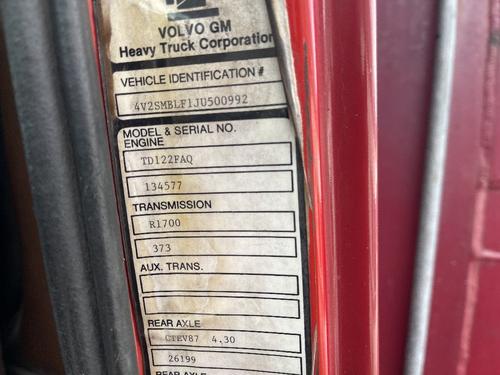 VOLVO GM
Heavy Truck Corporation
VEHICLE IDENTIFICATION #
4V2SMBLF1JU500992
MODEL & SERIAL NO.
ENGINE
TD122FAQ
134577
TRANSMISSION
R1700
373
AUX. TRANS.
REAR AXLE
CTEV87 4.30
26199
REAR AXLE